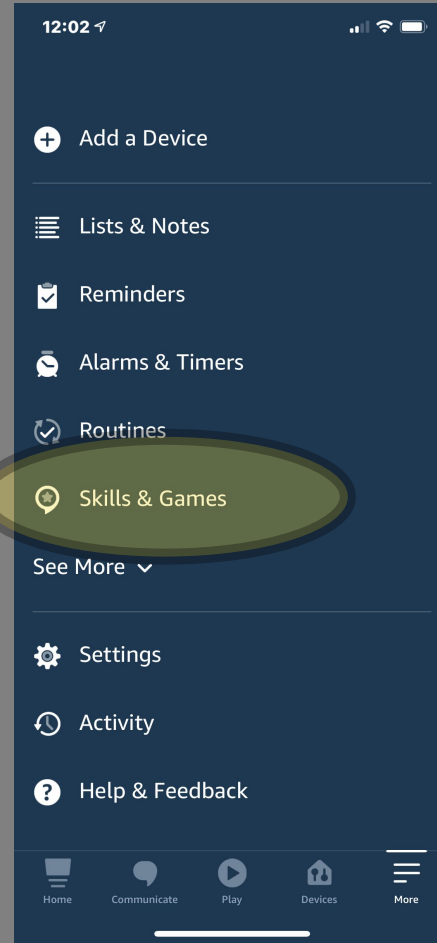 12:02
Add a Device
Lists & Notes
Reminders
Alarms & Timers
Routines
Skills & Games
See More
Settings
Activity
Help & Feedback
Home Communicate Play Devices More